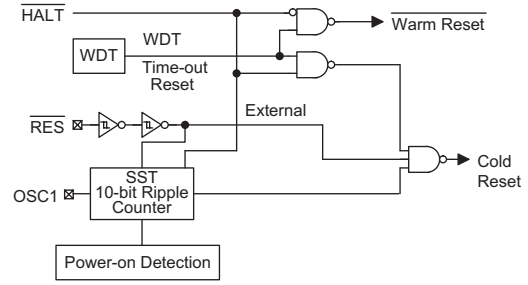 HALT
Warm Reset
WDT
WDT
Time-out
Reset
RES
External
Cold
Reset
OSC1
SST
10-bit Ripple
Counter
Power-on Detection